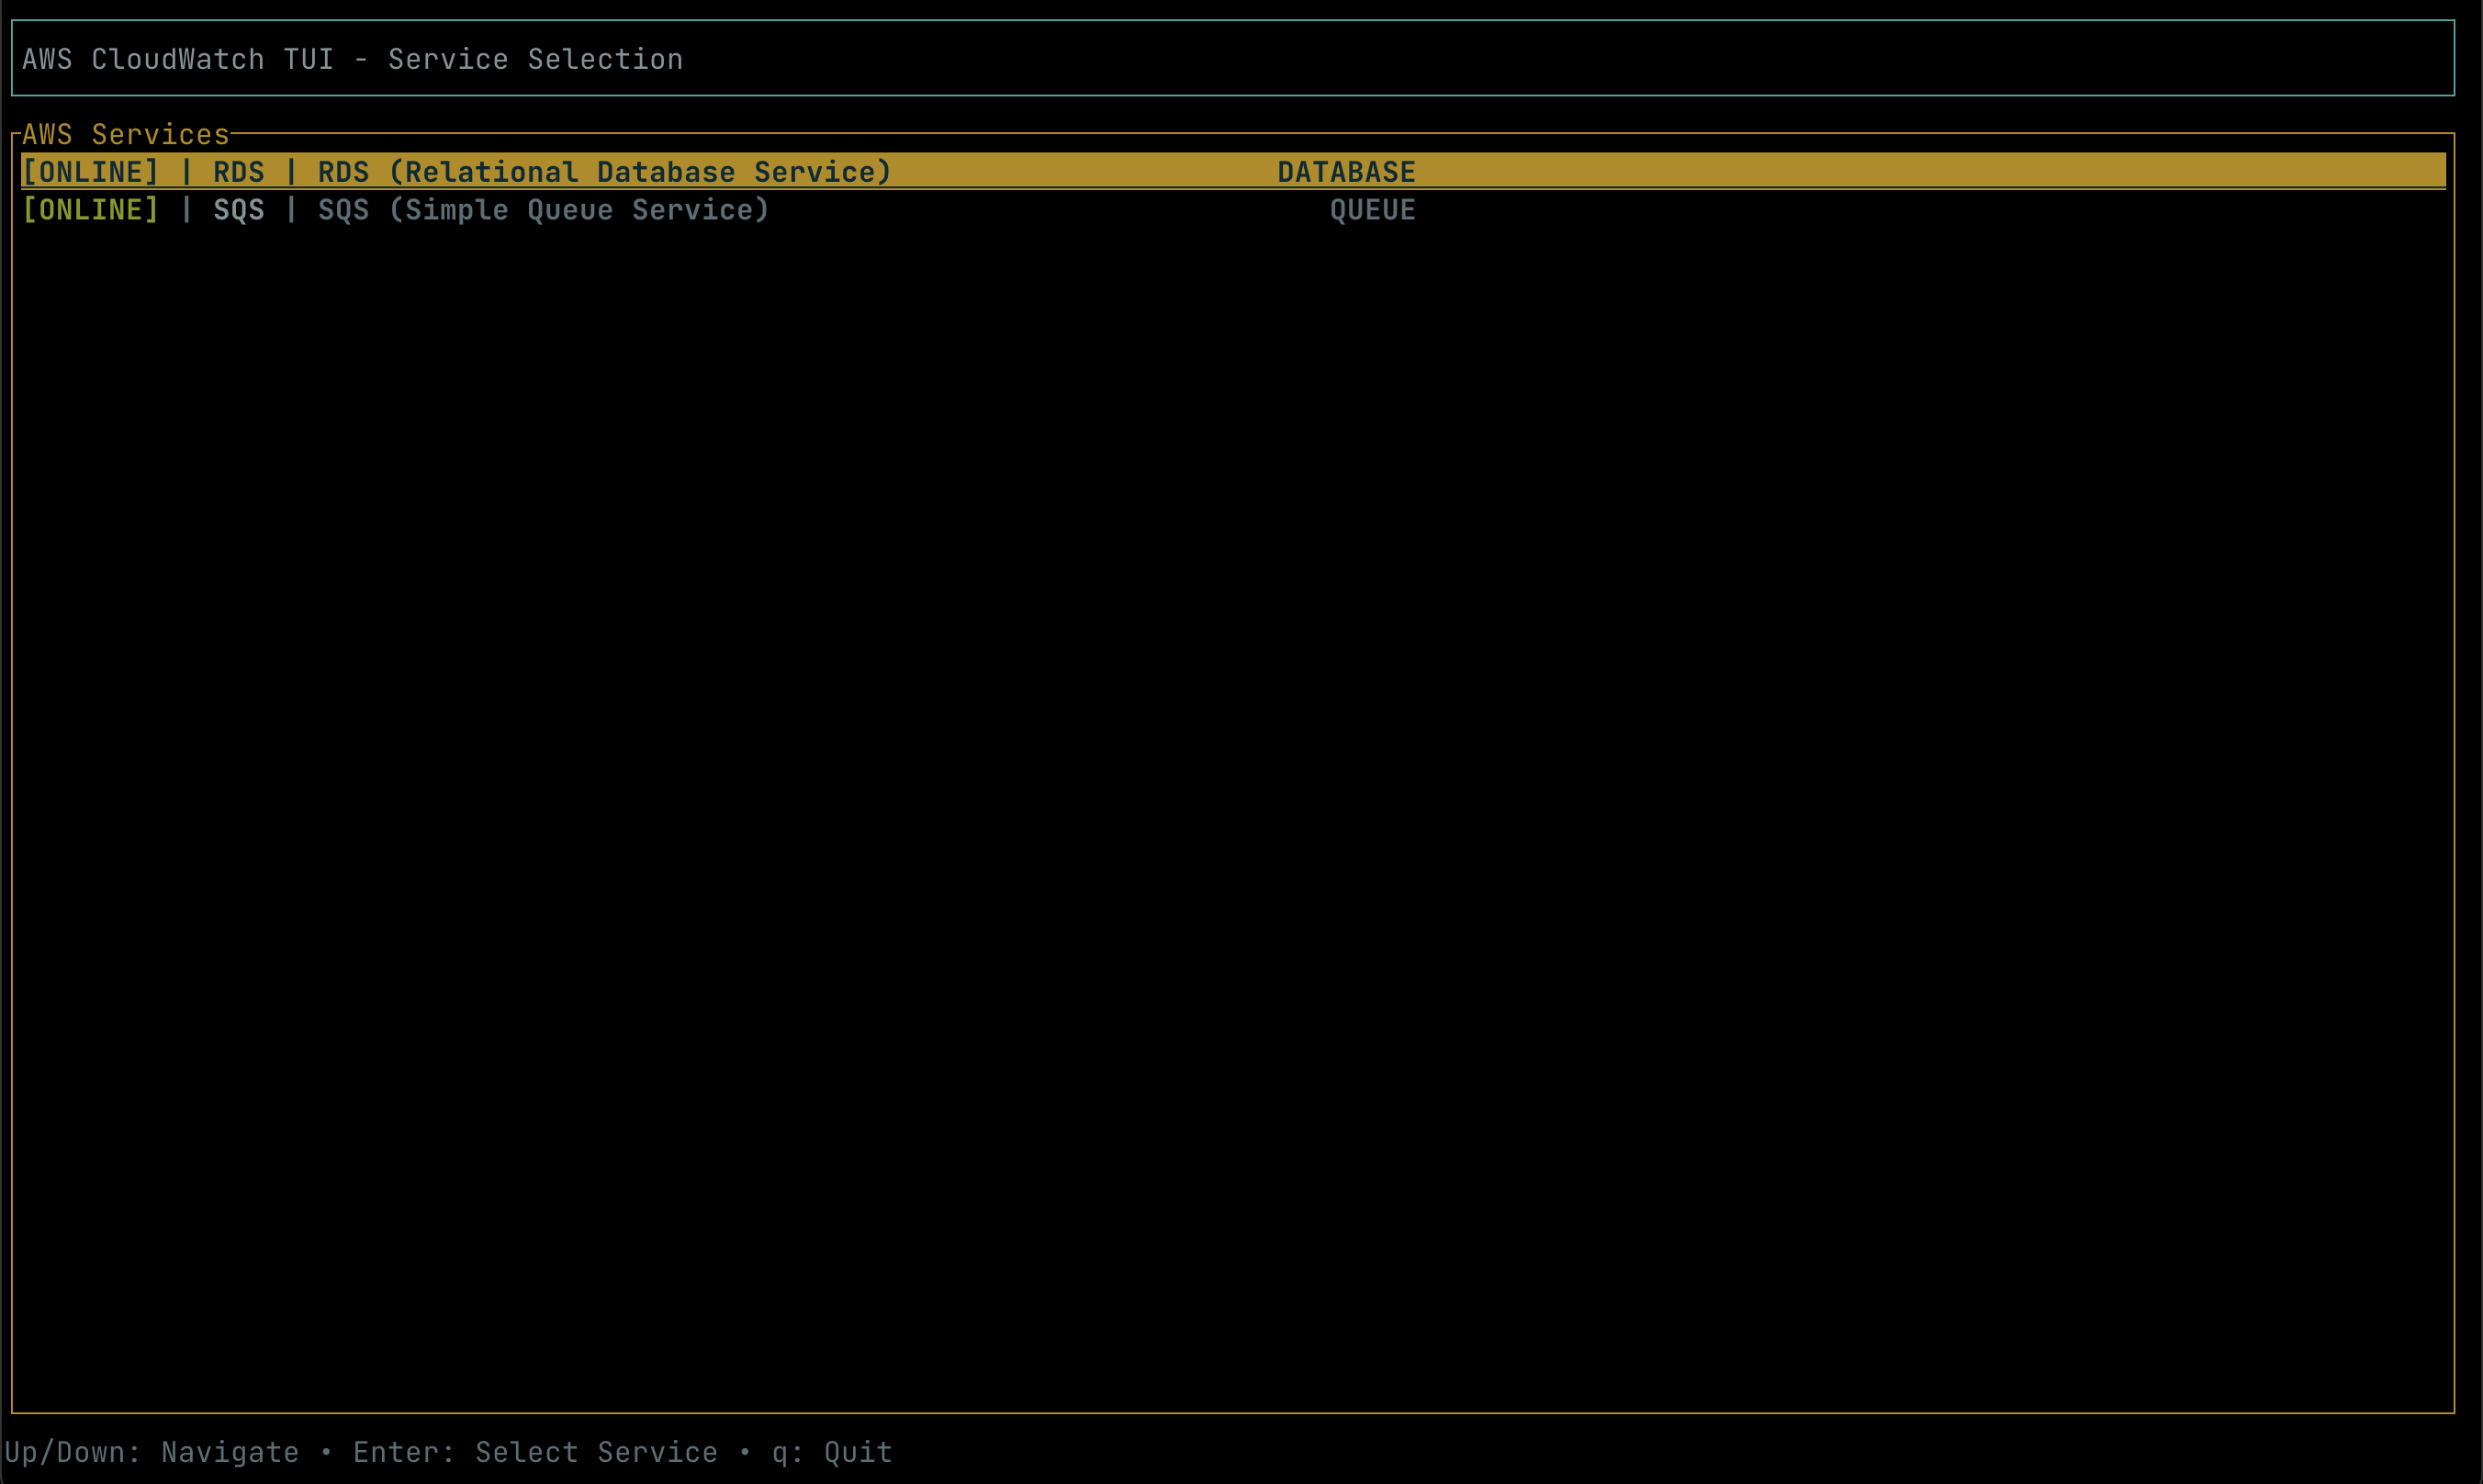 AWS CloudWatch TUI - Service Selection
AWS Services
[ONLINE] | RDS | RDS (Relational Database Service) DATABASE
[ONLINE] | SQS | SQS (Simple Queue Service) QUEUE
Up/Down: Navigate • Enter: Select Service • q: Quit